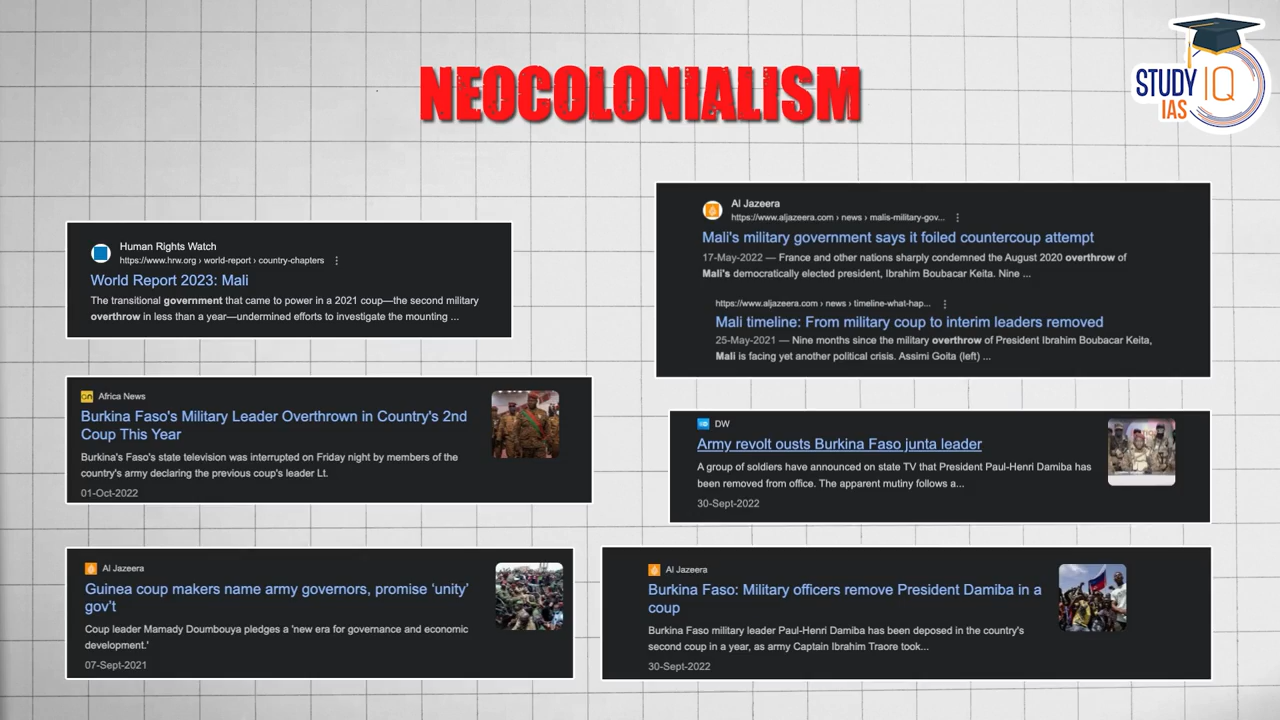 NEOCOLONIALISM
STUDY IQ
IAS
Human Rights Watch
https://www.hrw.org › world-report › country-chapters
World Report 2023: Mali
The transitional government that came to power in a 2021 coup—the second military
overthrow in less than a year—undermined efforts to investigate the mounting ...
Al Jazeera
https://www.aljazeera.com › news › malis-military-gov...
Mali's military government says it foiled countercoup attempt
17-May-2022 — France and other nations sharply condemned the August 2020 overthrow of
Mali's democratically elected president, Ibrahim Boubacar Keita. Nine ...
https://www.aljazeera.com › news › timeline-what-hap...
Mali timeline: From military coup to interim leaders removed
25-May-2021 — Nine months since the military overthrow of President Ibrahim Boubacar Keita,
Mali is facing yet another political crisis. Assimi Goita (left) ...
an Africa News
Burkina Faso's Military Leader Overthrown in Country's 2nd
Coup This Year
Burkina's Faso's state television was interrupted on Friday night by members of the
country's army declaring the previous coup's leader Lt.
01-Oct-2022
DW
Army revolt ousts Burkina Faso junta leader
A group of soldiers have announced on state TV that President Paul-Henri Damiba has
been removed from office. The apparent mutiny follows a...
30-Sept-2022
Al Jazeera
Guinea coup makers name army governors, promise ‘unity’
gov’t
Coup leader Mamady Doumbouya pledges a 'new era for governance and economic
development.'
07-Sept-2021
Al Jazeera
Burkina Faso: Military officers remove President Damiba in a
coup
Burkina Faso military leader Paul-Henri Damiba has been deposed in the country's
second coup in a year, as army Captain Ibrahim Traore took...
30-Sept-2022